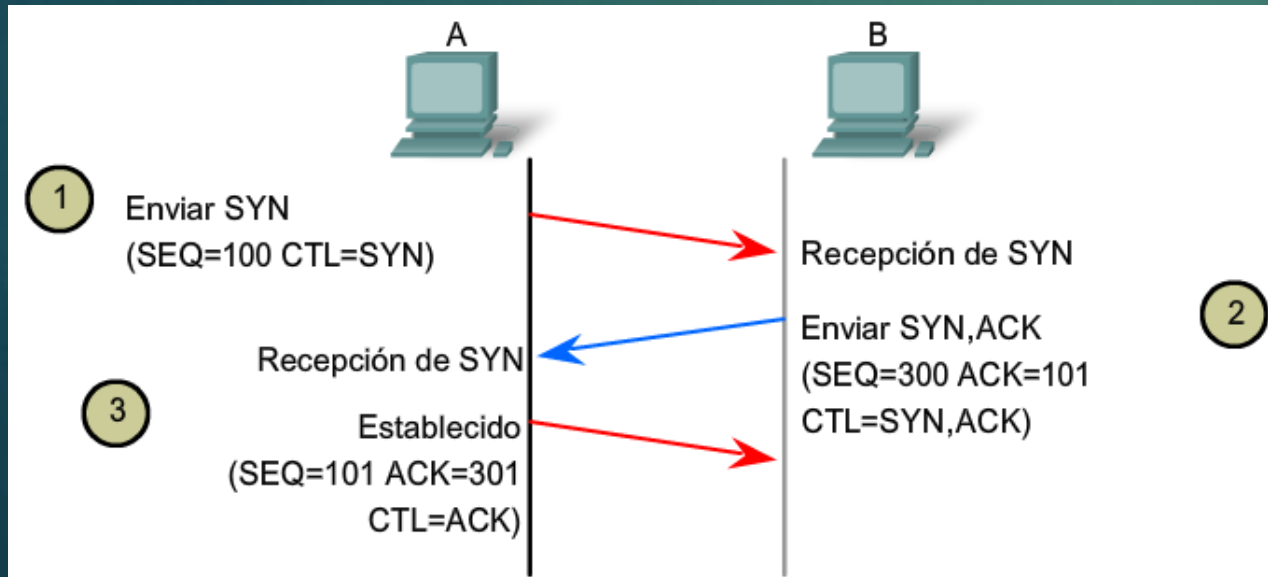 A
B
1
Enviar SYN
(SEQ=100 CTL=SYN)
Recepción de SYN
2
Enviar SYN,ACK
(SEQ=300 ACK=101
CTL=SYN,ACK)
Recepción de SYN
3
Establecido
(SEQ=101 ACK=301
CTL=ACK)